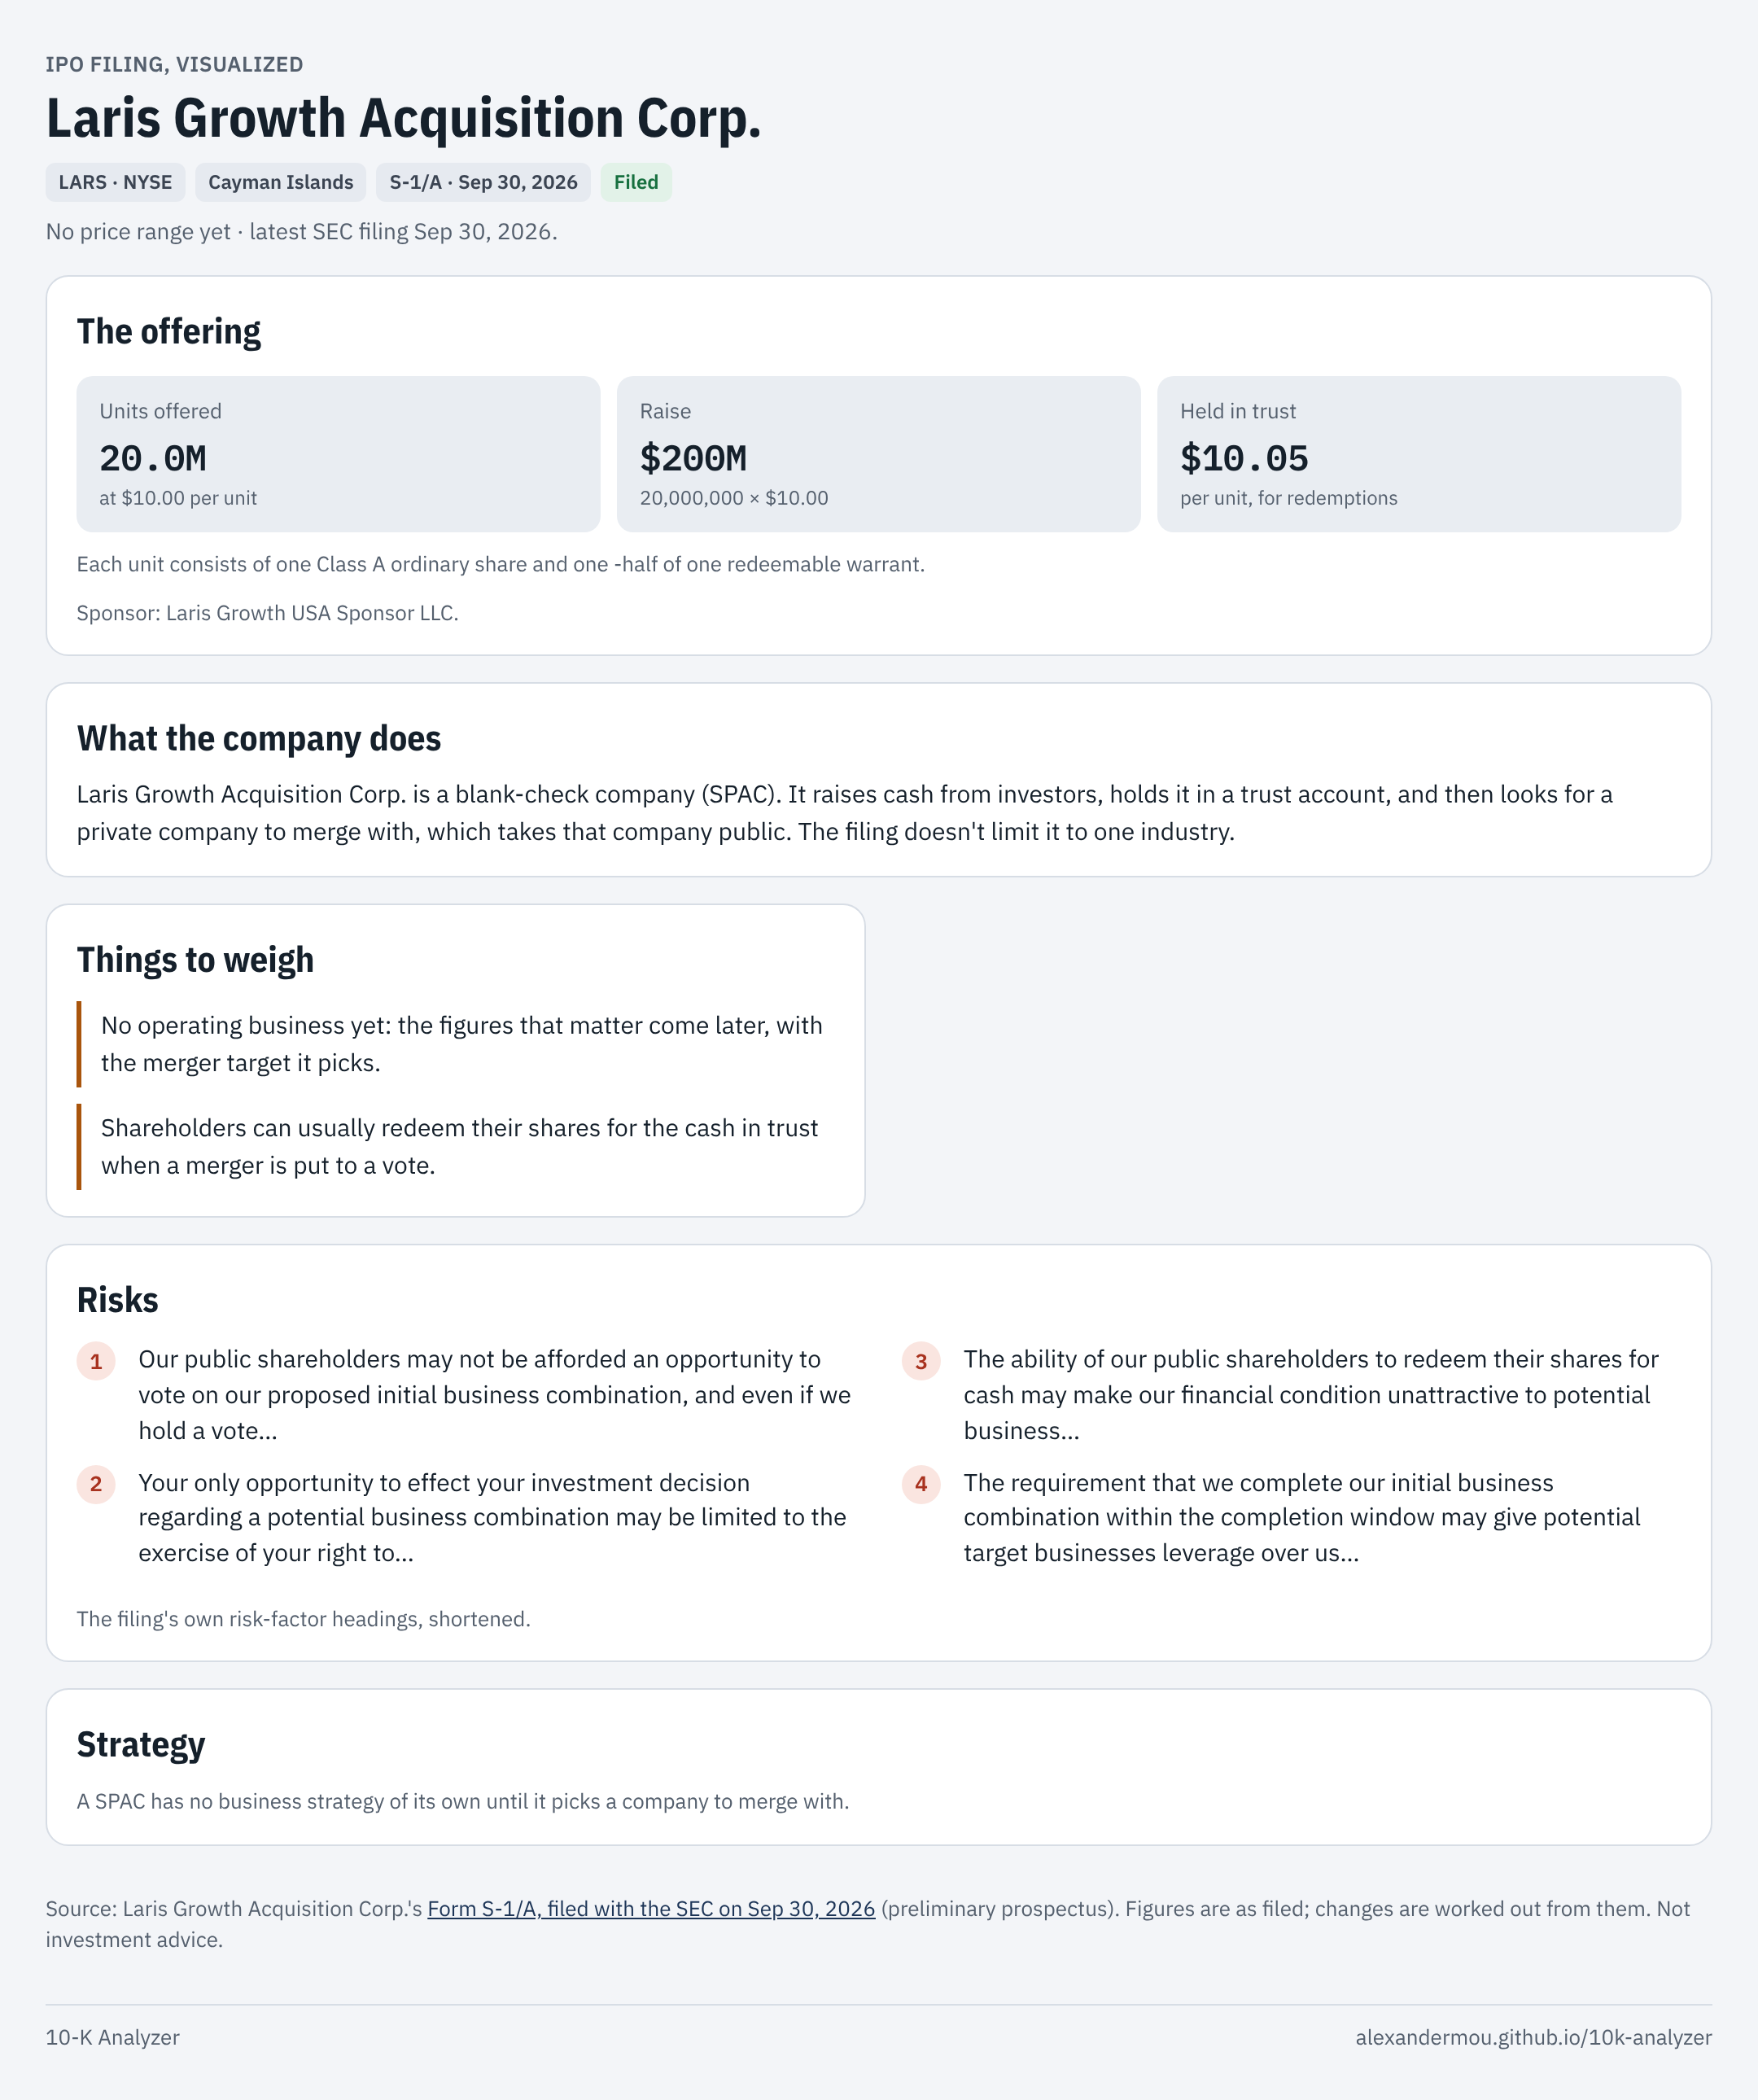 IPO FILING, VISUALIZED
Laris Growth Acquisition Corp.
LARS · NYSE
Cayman Islands
S-1/A · Sep 30, 2026
Filed
No price range yet · latest SEC filing Sep 30, 2026.
The offering
Units offered
20.0M
at $10.00 per unit
Raise
$200M
20,000,000 × $10.00
Held in trust
$10.05
per unit, for redemptions
Each unit consists of one Class A ordinary share and one -half of one redeemable warrant.
Sponsor: Laris Growth USA Sponsor LLC.
What the company does
Laris Growth Acquisition Corp. is a blank-check company (SPAC). It raises cash from investors, holds it in a trust account, and then looks for a
private company to merge with, which takes that company public. The filing doesn't limit it to one industry.
Things to weigh
No operating business yet: the figures that matter come later, with
the merger target it picks.
Shareholders can usually redeem their shares for the cash in trust
when a merger is put to a vote.
Risks
1
Our public shareholders may not be afforded an opportunity to
vote on our proposed initial business combination, and even if we
hold a vote…
2
Your only opportunity to effect your investment decision
regarding a potential business combination may be limited to the
exercise of your right to…
3
The ability of our public shareholders to redeem their shares for
cash may make our financial condition unattractive to potential
business…
4
The requirement that we complete our initial business
combination within the completion window may give potential
target businesses leverage over us…
The filing's own risk-factor headings, shortened.
Strategy
A SPAC has no business strategy of its own until it picks a company to merge with.
Source: Laris Growth Acquisition Corp.'s Form S-1/A, filed with the SEC on Sep 30, 2026 (preliminary prospectus). Figures are as filed; changes are worked out from them. Not
investment advice.
10-K Analyzer
alexandermou.github.io/10k-analyzer